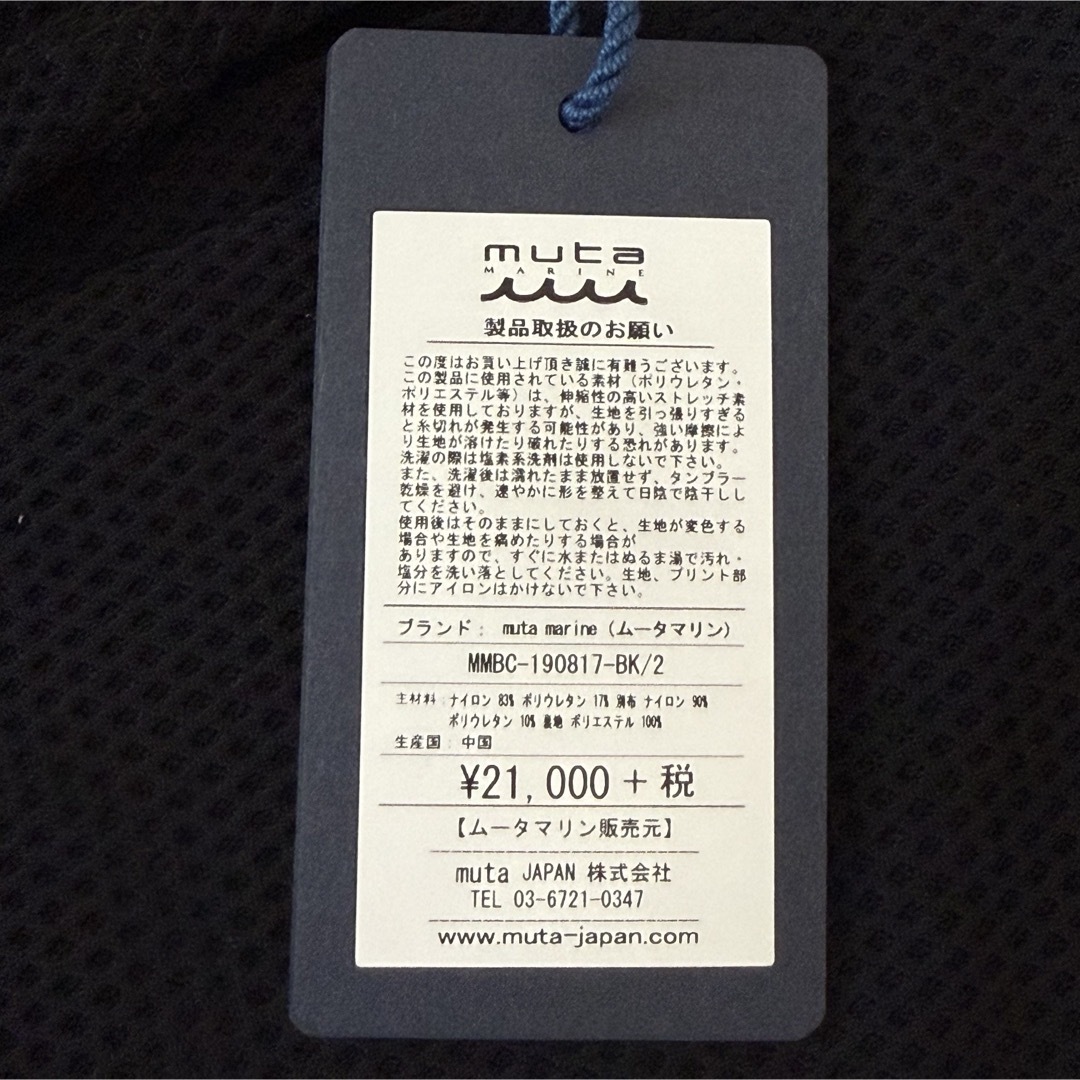 muta
MARINE
製品取扱のお願い
この度はお買い上げ頂き誠に有難うございます。
この製品に使用されている素材（ポリウレタン・
ポリエステル等）は、伸縮性の高いストレッチ素
材を使用しておりますが、生地を引っ張りすぎる
と糸切れが発生する可能性があり、強い摩擦によ
り生地が溶けたり破れたりする恐れがあります。
洗濯の際は塩素系洗剤は使用しないで下さい。
また、洗濯後は濡れたまま放置せず、タンブラー
乾燥を避け、速やかに形を整えて日陰で陰干しし
てください。
使用後はそのままにしておくと、生地が変色する
場合や生地を痛めたりする場合が
ありますので、すぐに水またはぬるま湯で汚れ・
塩分を洗い落としてください。生地、プリント部
分にアイロンはかけないで下さい。
ブランド： muta marine（ムータマリン）
MMBC-190817-BK/2
主材料：ナイロン 83% ポリウレタン 17% 別布 ナイロン 90%
ポリウレタン 10% 裏地 ポリエステル 100%
生産国：中国
¥21,000 + 税
【ムータマリン販売元】
muta JAPAN 株式会社
TEL 03-6721-0347
www.muta-japan.com